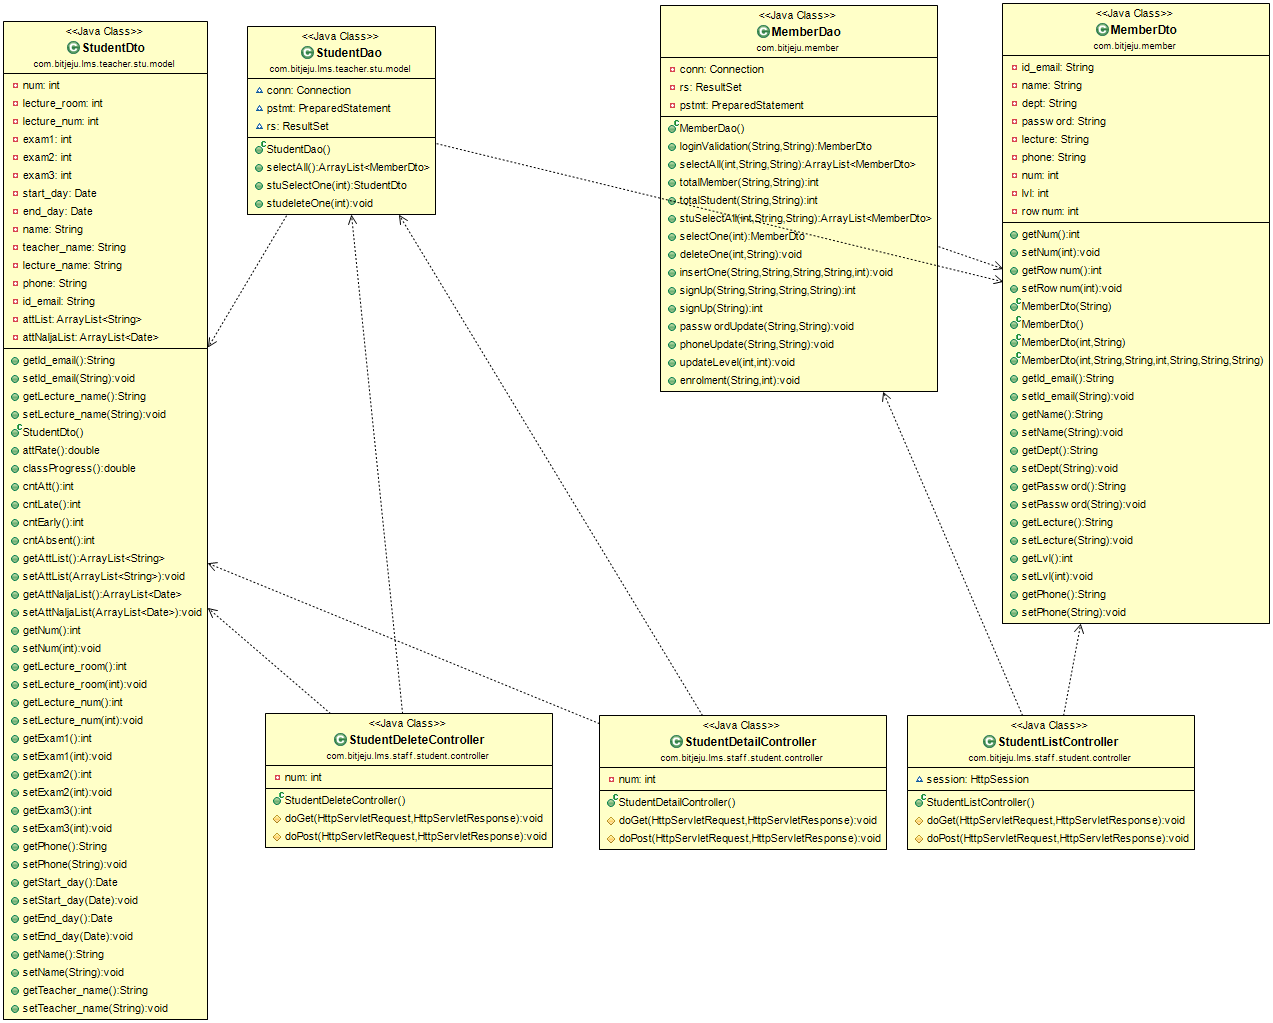 <<Java Class>>
StudentDto
com.bitjeju.lms.teacher.stu.model
num: int
lecture_room: int
lecture_num: int
exam1: int
exam2: int
exam3: int
start_day: Date
end_day: Date
name: String
teacher_name: String
lecture_name: String
phone: String
id_email: String
attList: ArrayList<String>
attNaljaList: ArrayList<Date>
getId_email():String
setId_email(String):void
getLecture_name():String
setLecture_name(String):void
StudentDto()
attRate():double
classProgress():double
cntAtt():int
cntLate():int
cntEarly():int
cntAbsent():int
getAttList():ArrayList<String>
setAttList(ArrayList<String>):void
getAttNaljaList():ArrayList<Date>
setAttNaljaList(ArrayList<Date>):void
getNum():int
setNum(int):void
getLecture_room():int
setLecture_room(int):void
getLecture_num():int
setLecture_num(int):void
getExam1():int
setExam1(int):void
getExam2():int
setExam2(int):void
getExam3():int
setExam3(int):void
getPhone():String
setPhone(String):void
getStart_day():Date
setStart_day(Date):void
getEnd_day():Date
setEnd_day(Date):void
getName():String
setName(String):void
getTeacher_name():String
setTeacher_name(String):void
<<Java Class>>
StudentDao
com.bitjeju.lms.teacher.stu.model
conn: Connection
pstmt: PreparedStatement
rs: ResultSet
StudentDao()
selectAll():ArrayList<MemberDto>
stuSelectOne(int):StudentDto
studeleteOne(int):void
<<Java Class>>
MemberDao
com.bitjeju.member
conn: Connection
rs: ResultSet
pstmt: PreparedStatement
MemberDao()
loginValidation(String,String):MemberDto
selectAll(int,String,String):ArrayList<MemberDto>
totalMember(String,String):int
totalStudent(String,String):int
stuSelectAll(int,String,String):ArrayList<MemberDto>
selectOne(int):MemberDto
deleteOne(int,String):void
insertOne(String,String,String,String,int):void
signUp(String,String,String,String):int
signUp(String):int
passwordUpdate(String,String):void
phoneUpdate(String,String):void
updateLevel(int,int):void
enrolment(String,int):void
<<Java Class>>
MemberDto
com.bitjeju.member
id_email: String
name: String
dept: String
password: String
lecture: String
phone: String
num: int
lvl: int
rownum: int
getNum():int
setNum(int):void
getRownum():int
setRownum(int):void
MemberDto(String)
MemberDto()
MemberDto(int,String)
MemberDto(int,String,String,int,String,String,String)
getId_email():String
setId_email(String):void
getName():String
setName(String):void
getDept():String
setDept(String):void
getPassword():String
setPassword(String):void
getLecture():String
setLecture(String):void
getLvl():int
setLvl(int):void
getPhone():String
setPhone(String):void
<<Java Class>>
StudentDeleteController
com.bitjeju.lms.staff.student.controller
num: int
StudentDeleteController()
doGet(HttpServletRequest,HttpServletResponse):void
doPost(HttpServletRequest,HttpServletResponse):void
<<Java Class>>
StudentDetailController
com.bitjeju.lms.staff.student.controller
num: int
StudentDetailController()
doGet(HttpServletRequest,HttpServletResponse):void
doPost(HttpServletRequest,HttpServletResponse):void
<<Java Class>>
StudentListController
com.bitjeju.lms.staff.student.controller
session: HttpSession
StudentListController()
doGet(HttpServletRequest,HttpServletResponse):void
doPost(HttpServletRequest,HttpServletResponse):void